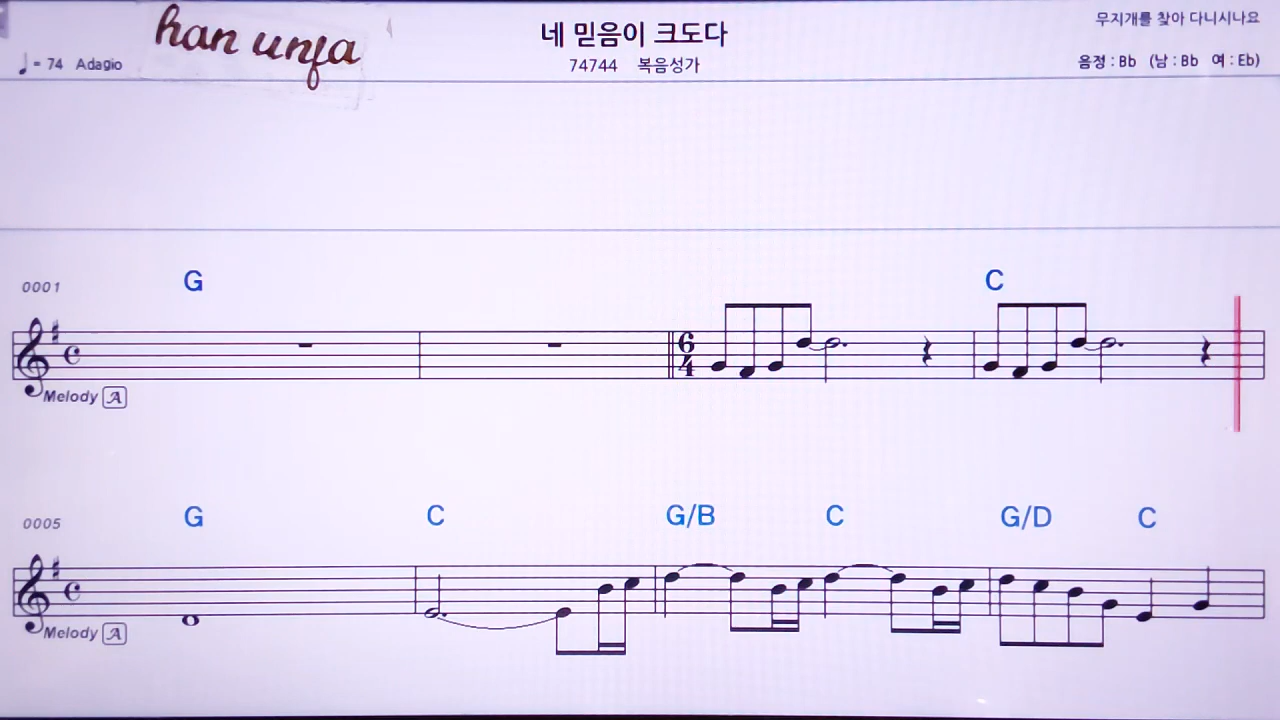 han unfa
네 믿음이 크도다
무지개를 찾아 다니시나요
♩ = 74 Adagio
74744 복음성가
음정 : Bb (남 : Bb 여 : Eb)
0001
G C
6
4
Melody A
0005
G C G/B C G/D C
Melody A